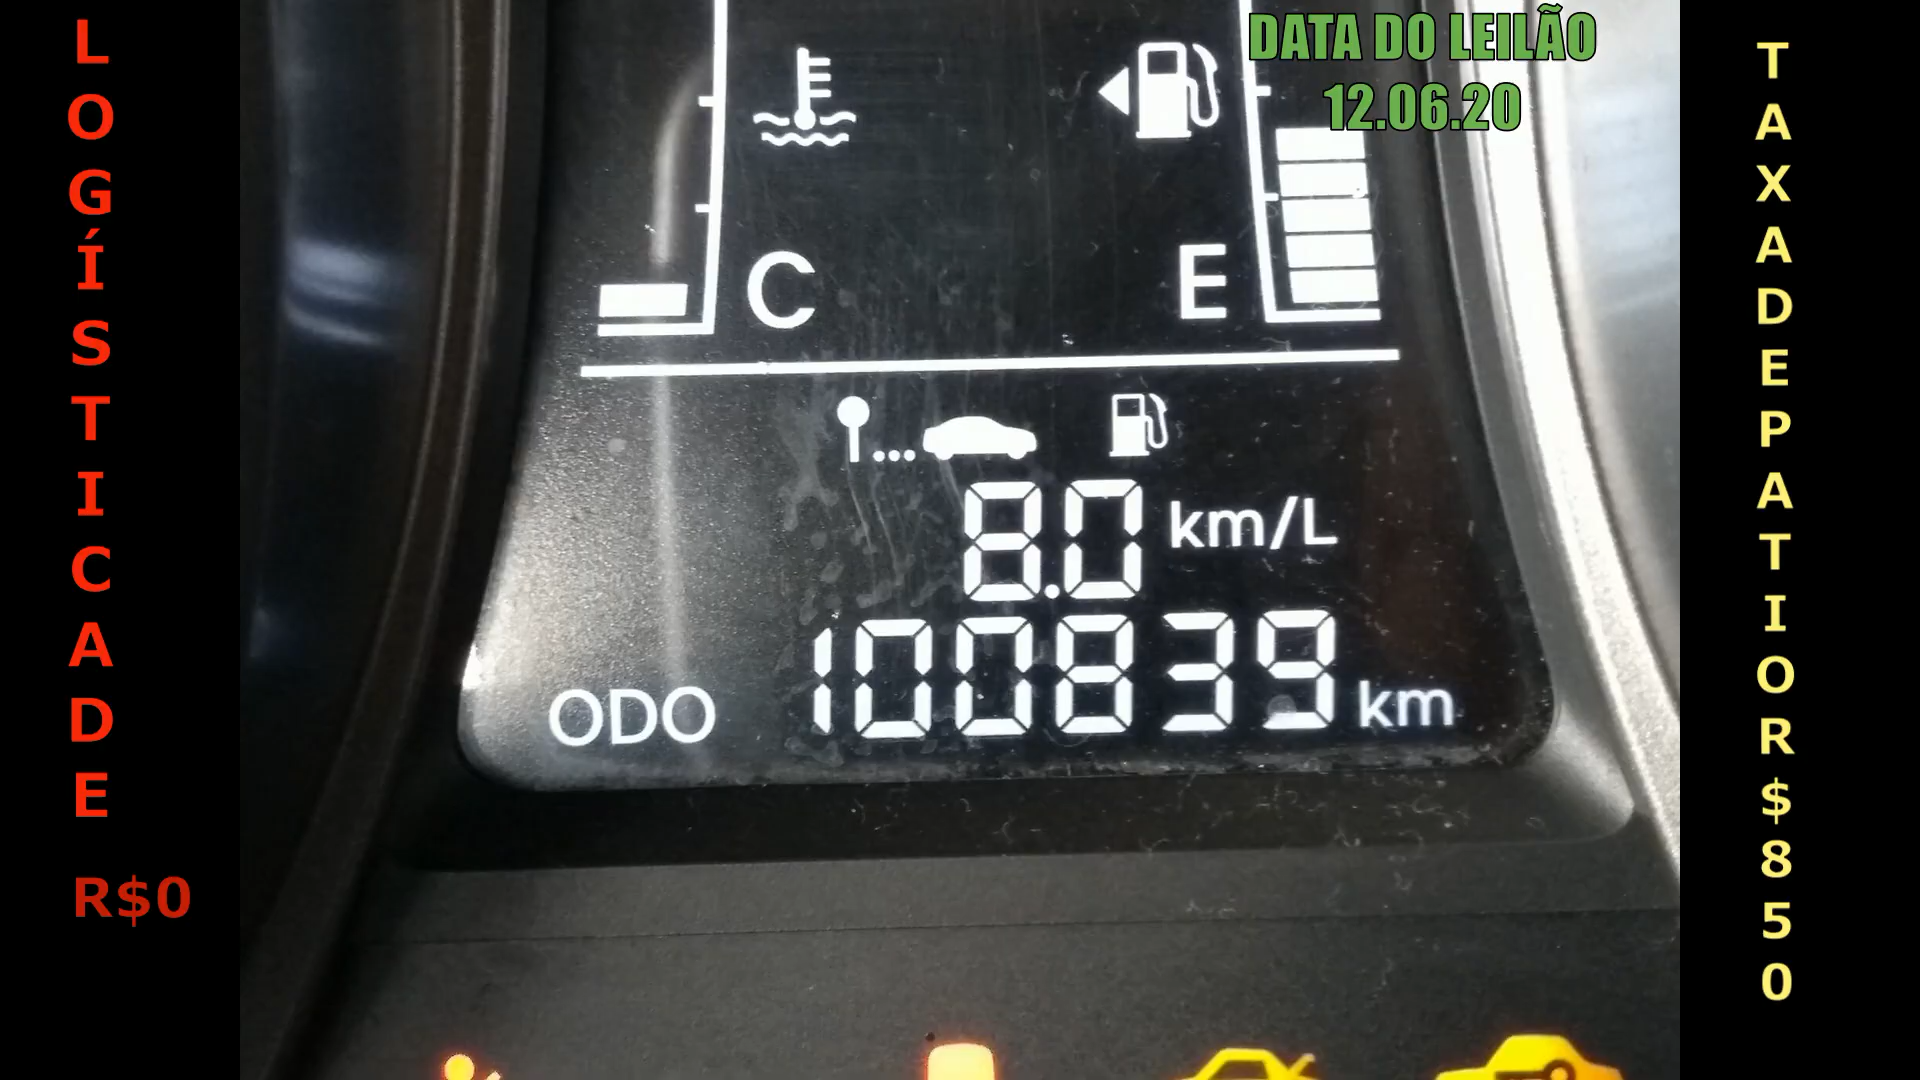 LOGÍSTICA DE
R$0
DATA DO LEILÃO
12.06.20
C
E
8.0 km/L
ODO 100839 km
TAXA DE PATIO R$850